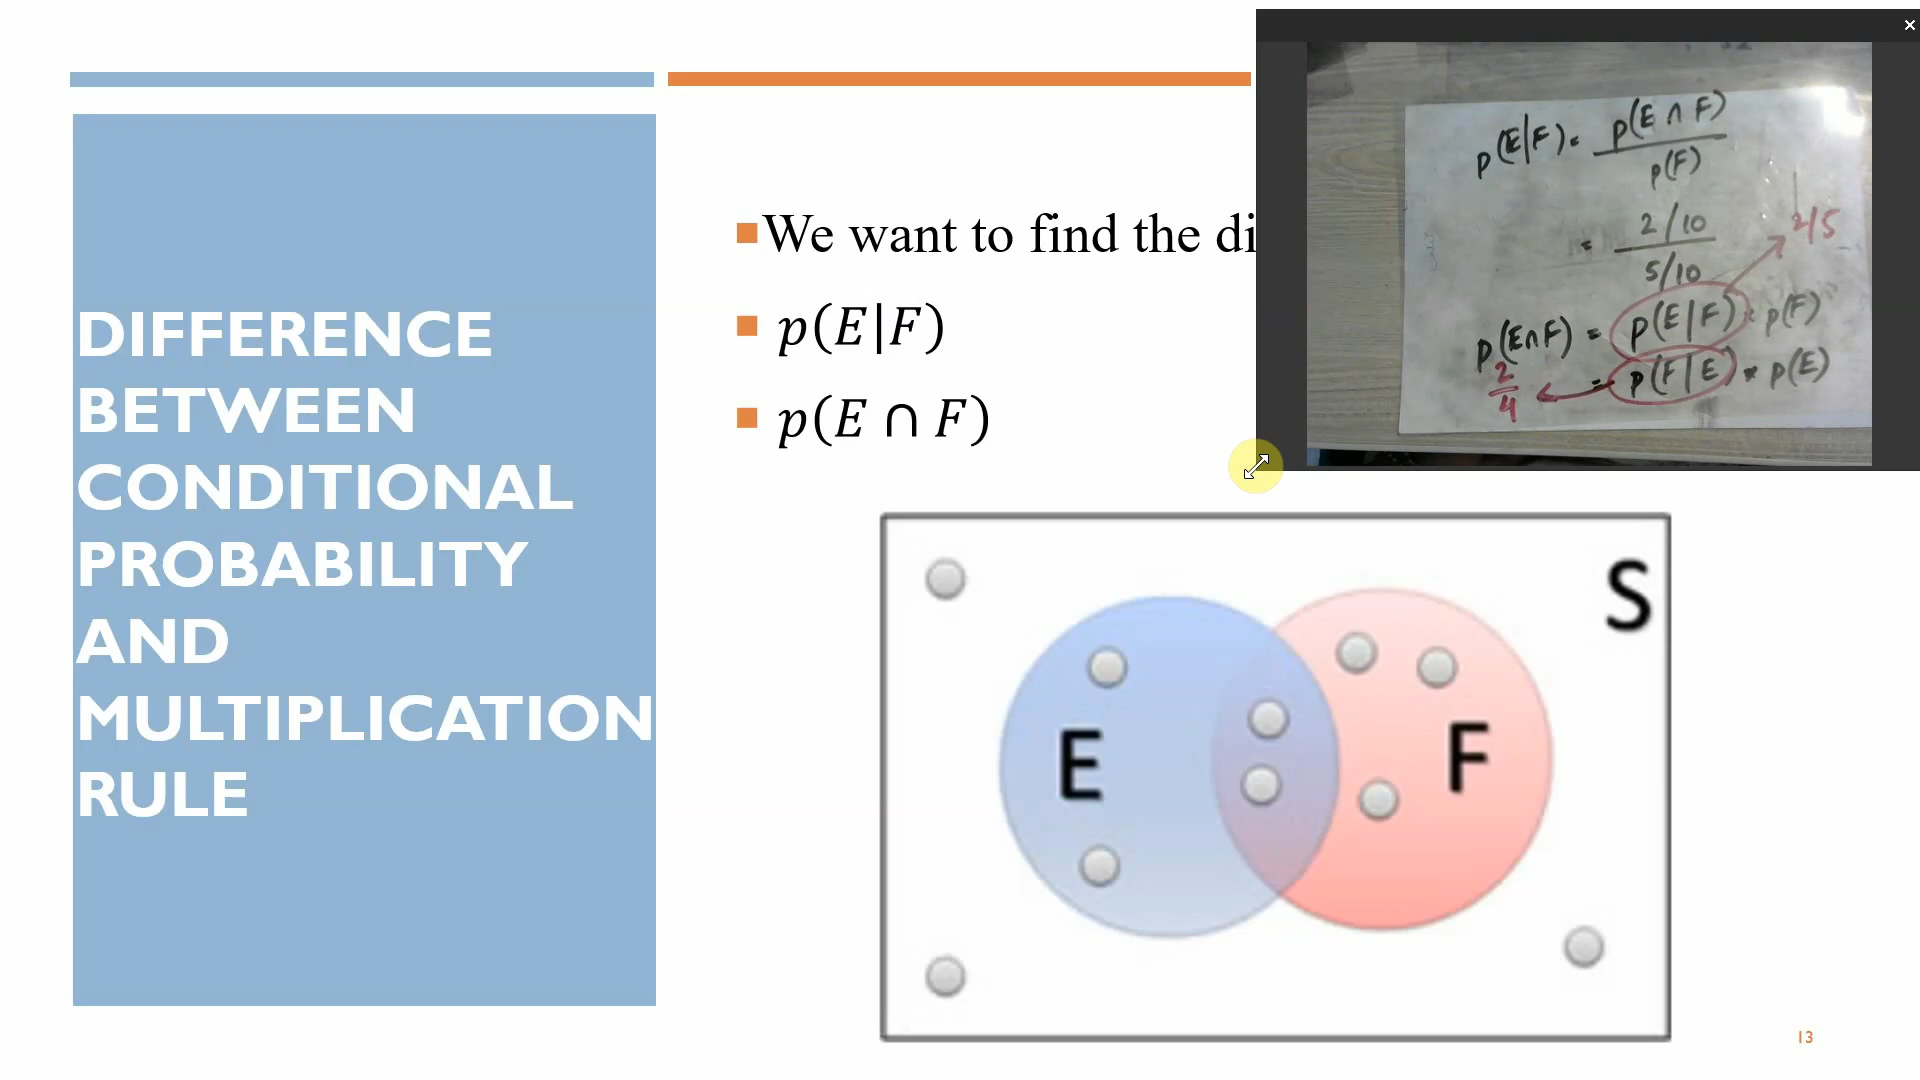 DIFFERENCE
BETWEEN
CONDITIONAL
PROBABILITY
AND
MULTIPLICATION
RULE
We want to find the di
p(E|F)
p(E ∩ F)
p(E|F) = p(E ∩ F) / p(F)
= 2/10 / 5/10
2/5
p(E∩F) = p(E|F) * p(F)
= p(F|E) * p(E)
2/4
S
E
F
13